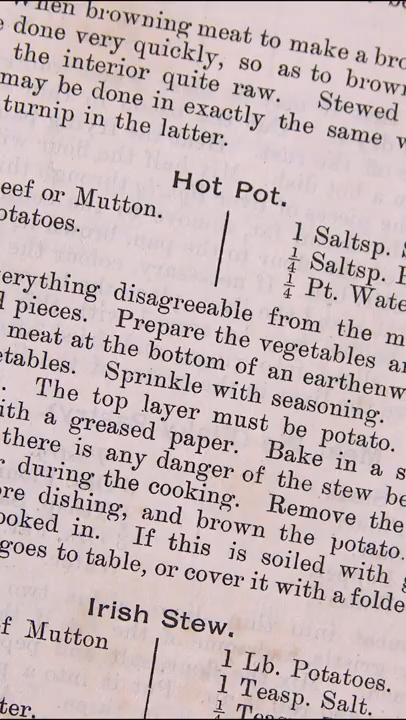 When browning meat to make a bro
done very quickly, so as to brow
the interior quite raw. Stewed
may be done in exactly the same w
turnip in the latter.
Hot Pot.
eef or Mutton.
otatoes.
1 Saltsp. S
¼ Saltsp. P
¼ Pt. Wate
erything disagreeable from the m
d pieces. Prepare the vegetables a
meat at the bottom of an earthenw
etables. Sprinkle with seasoning.
The top layer must be potato.
ith a greased paper. Bake in a s
there is any danger of the stew be
r during the cooking. Remove the
ore dishing, and brown the potato.
ooked in. If this is soiled with g
goes to table, or cover it with a folde
Irish Stew.
f Mutton
1 Lb. Potatoes.
1 Teasp. Salt.
ter.
¼ Teasp